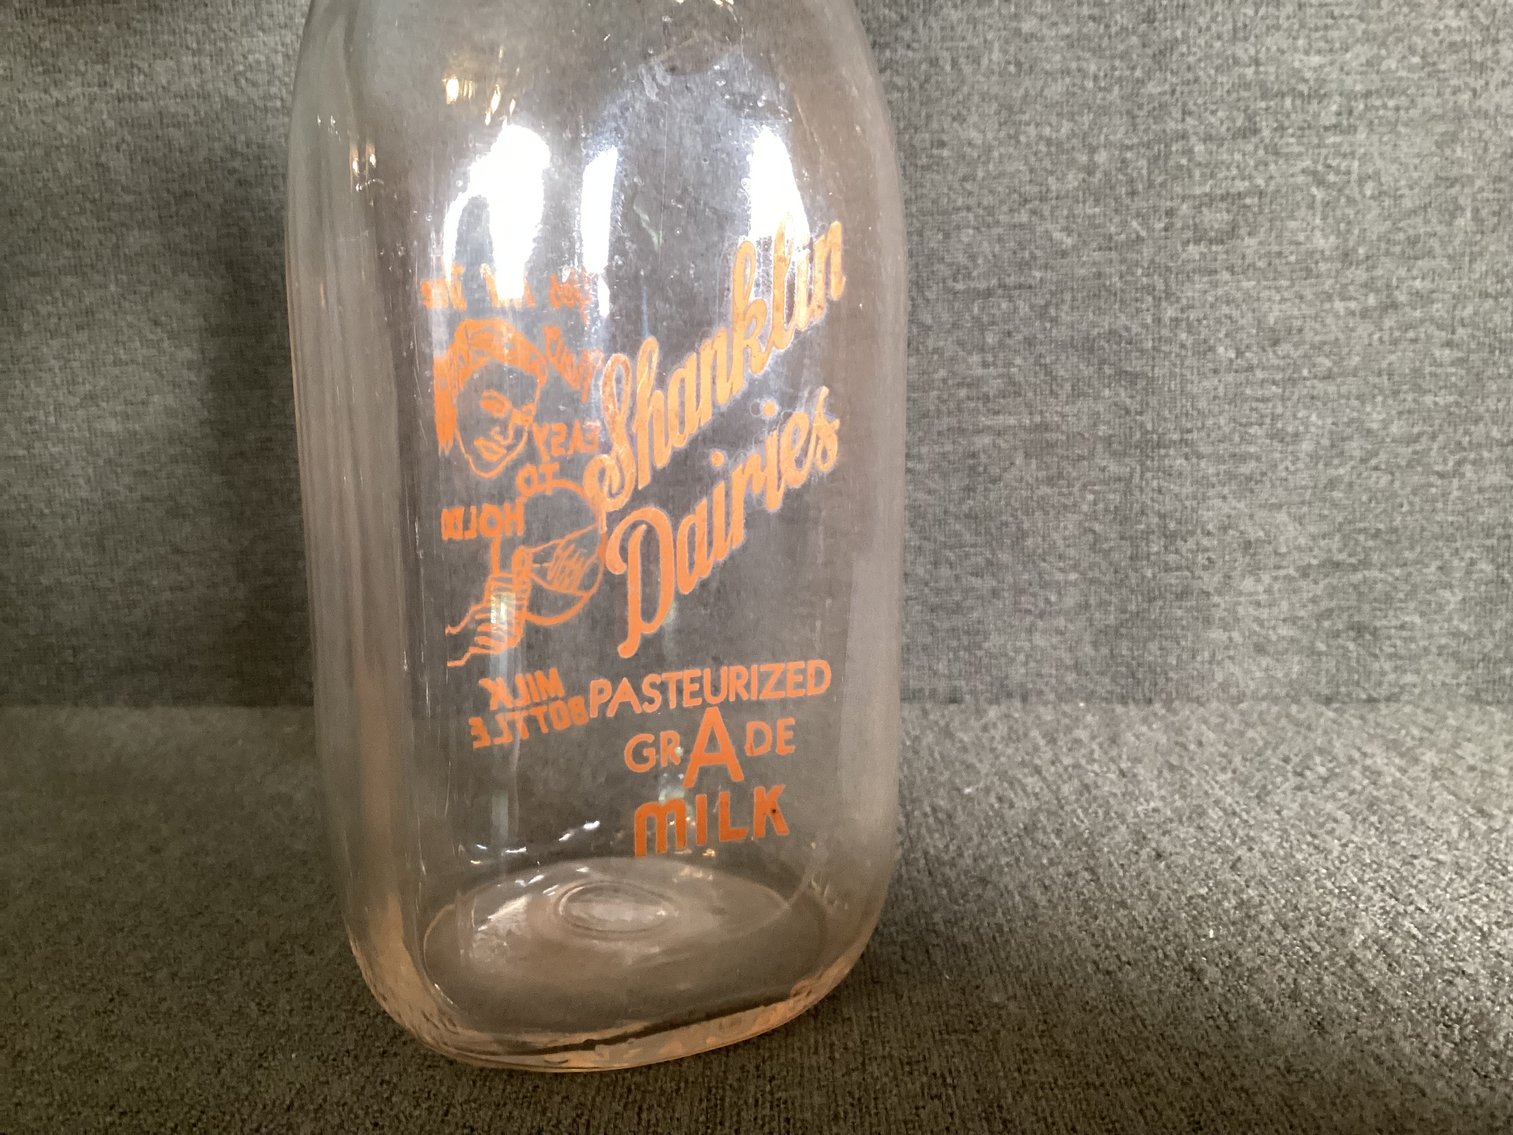 Shanklin
Dairies
PASTEURIZED
GRADE
MILK
EASY
TO
HOLD
MILK
BOTTLE